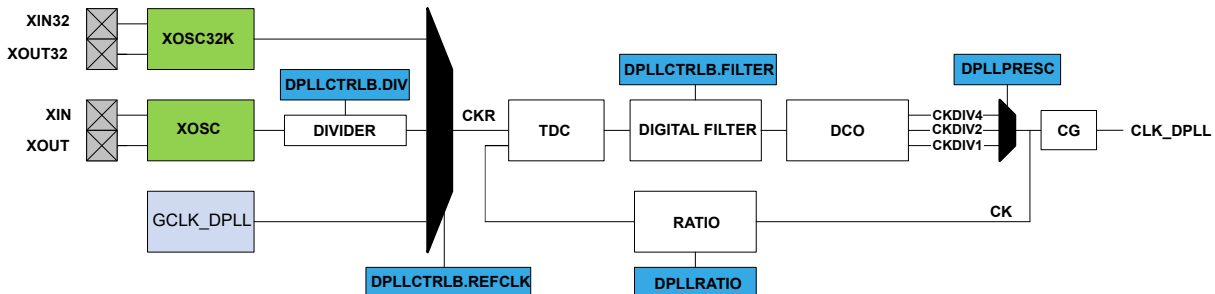 XIN32
XOUT32
XOSC32K
DPLLCTRLB.DIV
DPLLCTRLB.FILTER
DPLLPRESC
XIN
XOUT
XOSC
DIVIDER
CKR
TDC
DIGITAL FILTER
DCO
CKDIV4
CKDIV2
CKDIV1
CG
CLK_DPLL
GCLK_DPLL
RATIO
CK
DPLLCTRLB.REFCLK
DPLLRATIO